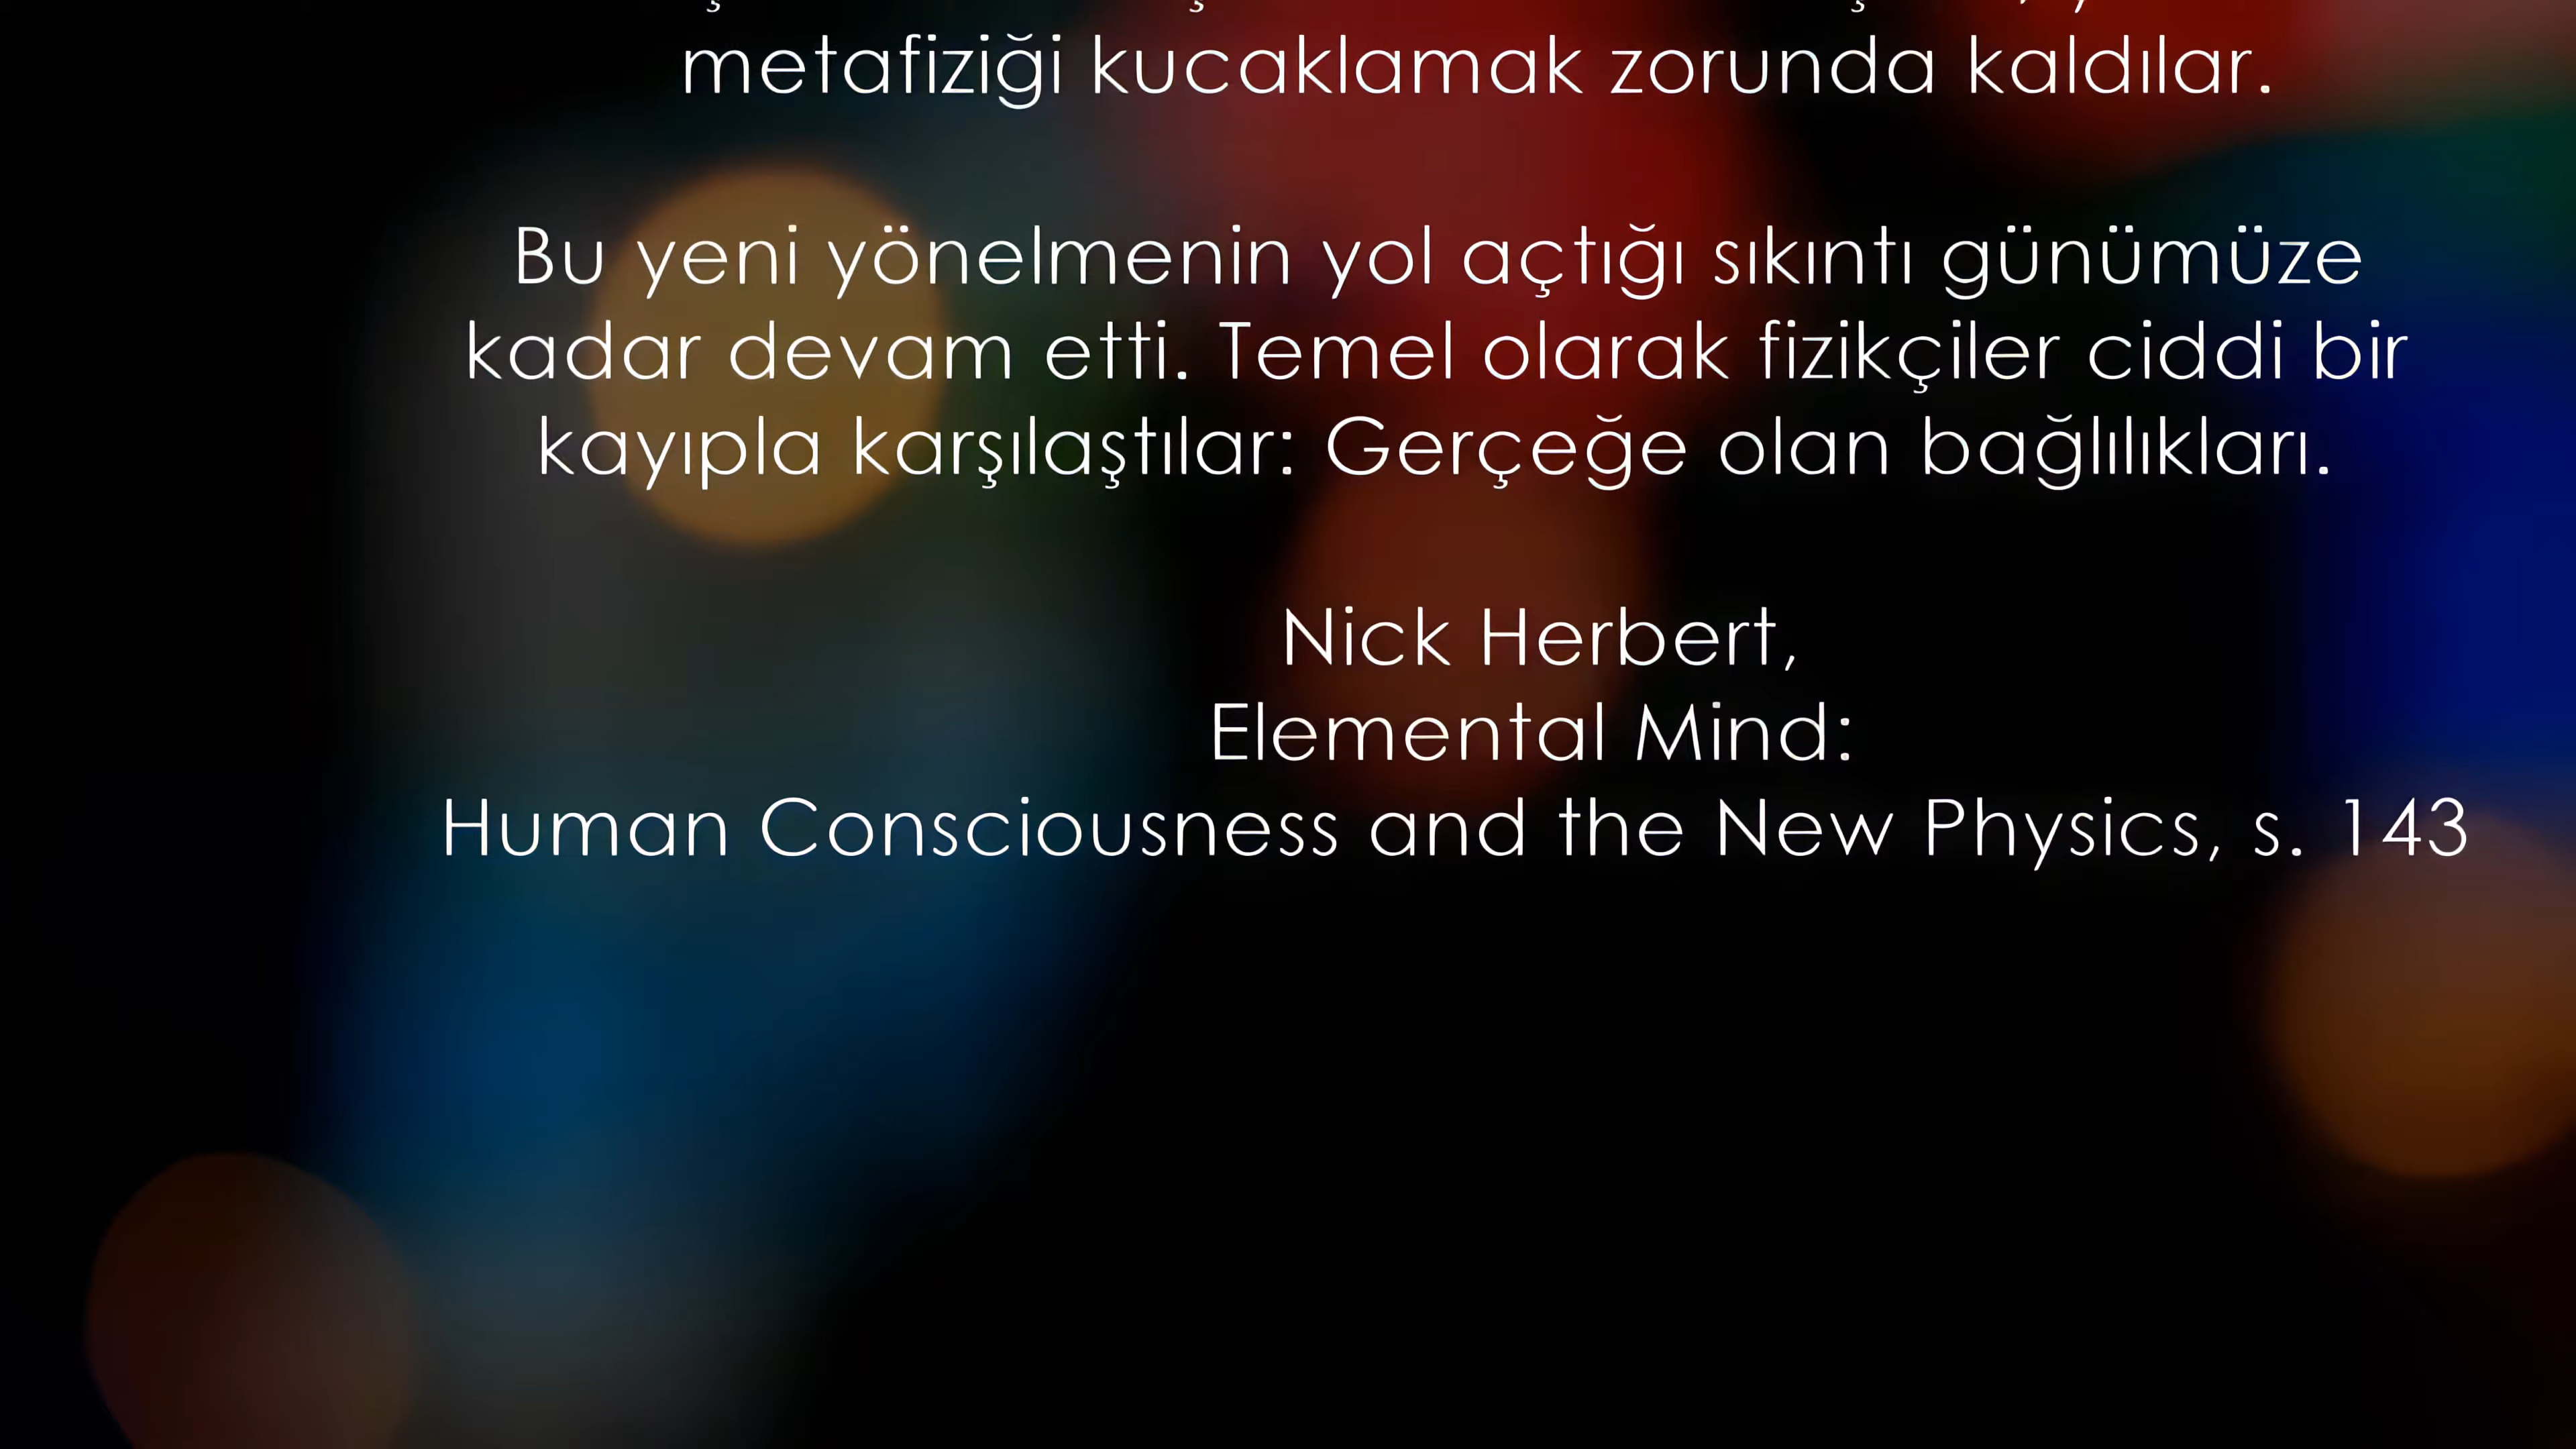 metafiziği kucaklamak zorunda kaldılar.
Bu yeni yönelmenin yol açtığı sıkıntı günümüze
kadar devam etti. Temel olarak fizikçiler ciddi bir
kayıpla karşılaştılar: Gerçeğe olan bağlılıkları.
Nick Herbert,
Elemental Mind:
Human Consciousness and the New Physics, s. 143